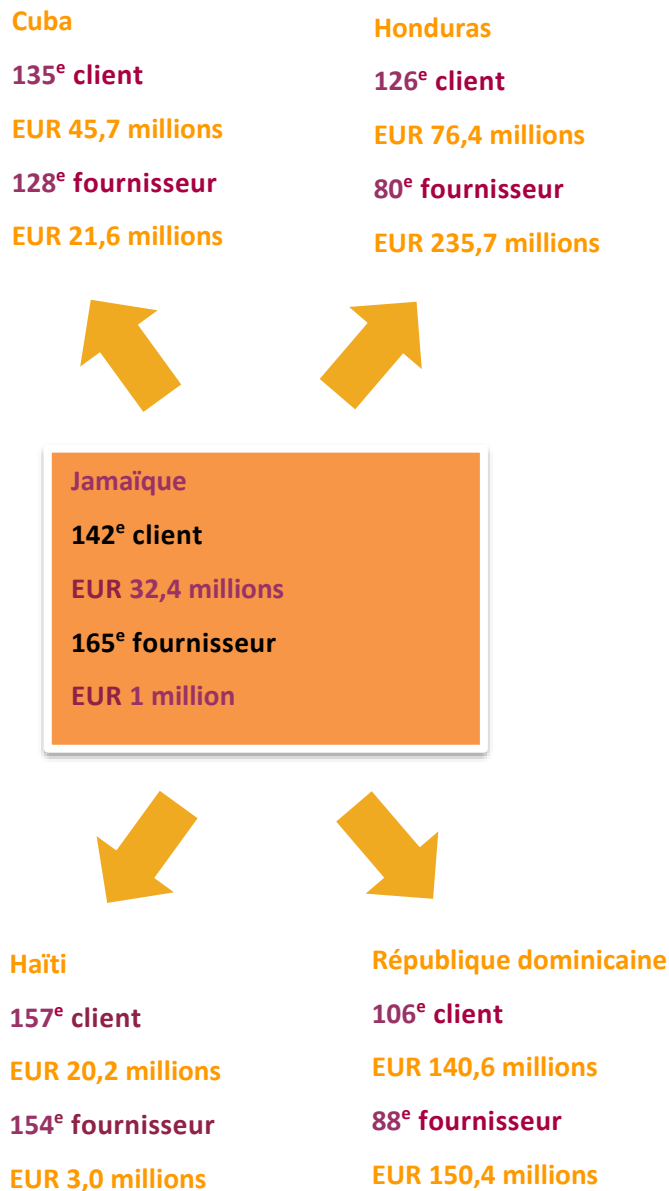 Cuba
135e client
EUR 45,7 millions
128e fournisseur
EUR 21,6 millions
Honduras
126e client
EUR 76,4 millions
80e fournisseur
EUR 235,7 millions
Jamaïque
142e client
EUR 32,4 millions
165e fournisseur
EUR 1 million
Haïti
157e client
EUR 20,2 millions
154e fournisseur
EUR 3,0 millions
République dominicaine
106e client
EUR 140,6 millions
88e fournisseur
EUR 150,4 millions